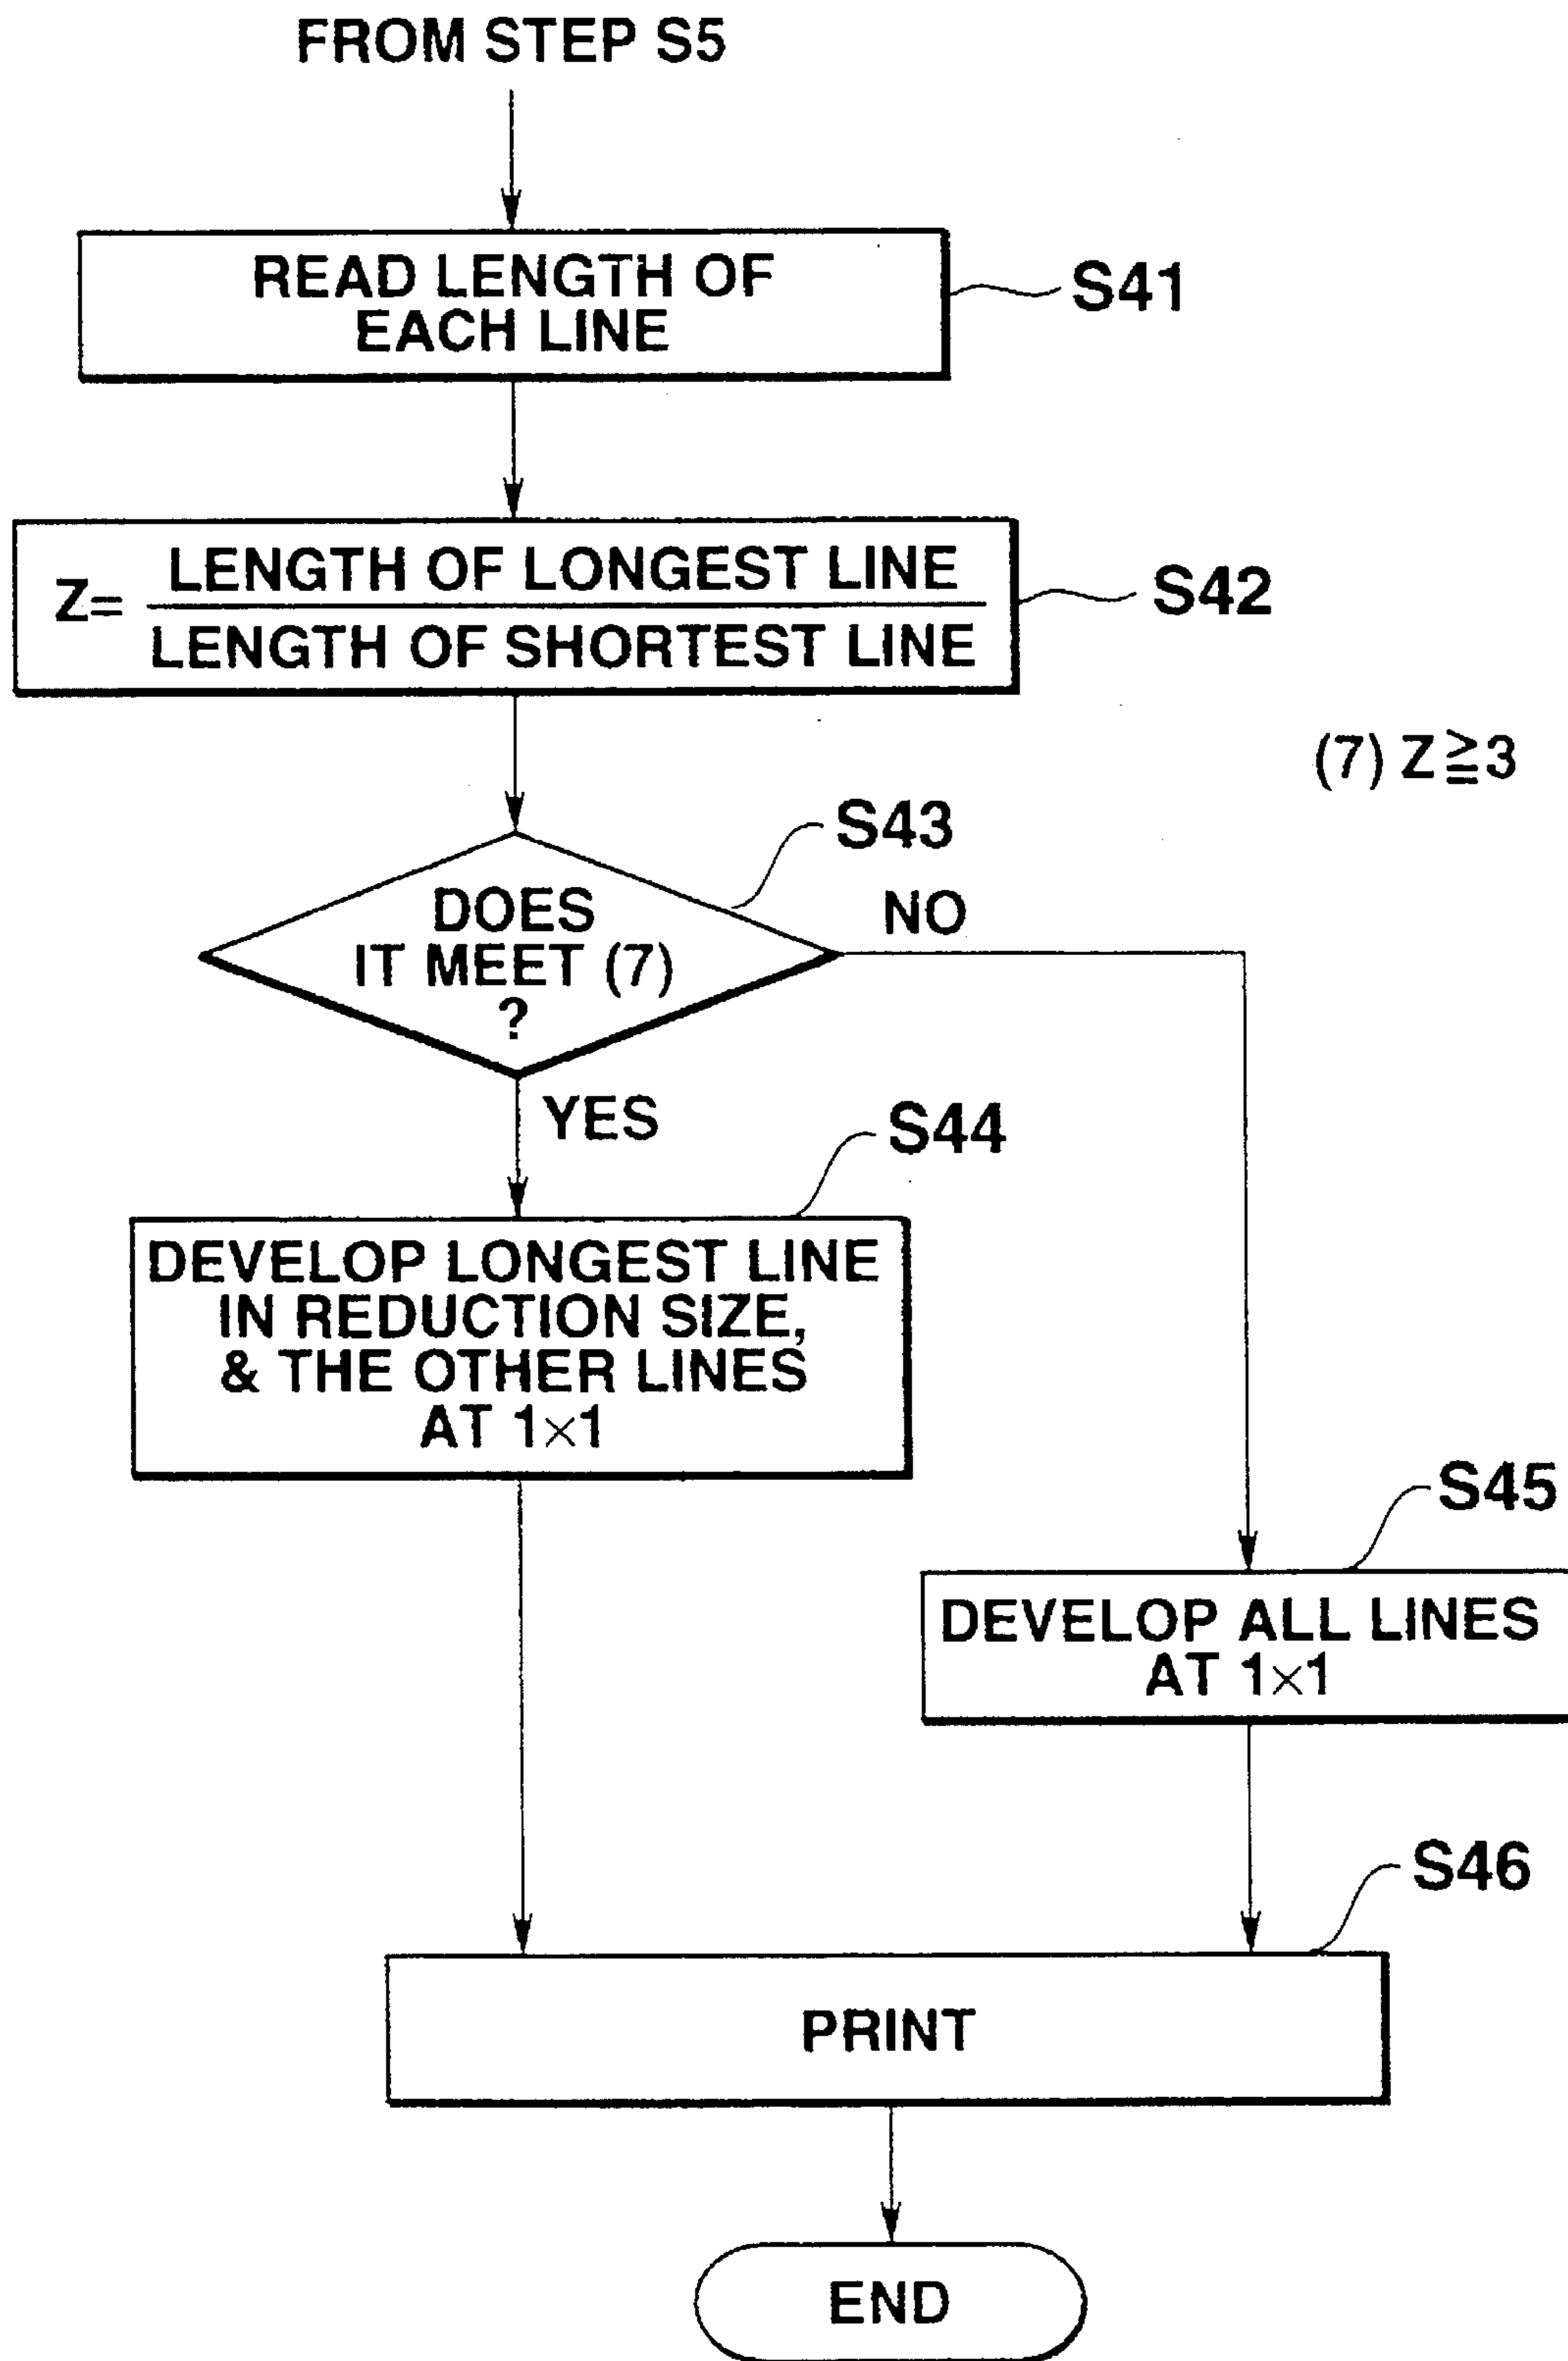 FROM STEP S5
READ LENGTH OF
EACH LINE
S41
Z= LENGTH OF LONGEST LINE
LENGTH OF SHORTEST LINE
S42
(7) Z≧3
S43
DOES
IT MEET (7)
?
NO
YES
S44
DEVELOP LONGEST LINE
IN REDUCTION SIZE,
& THE OTHER LINES
AT 1×1
S45
DEVELOP ALL LINES
AT 1×1
S46
PRINT
END